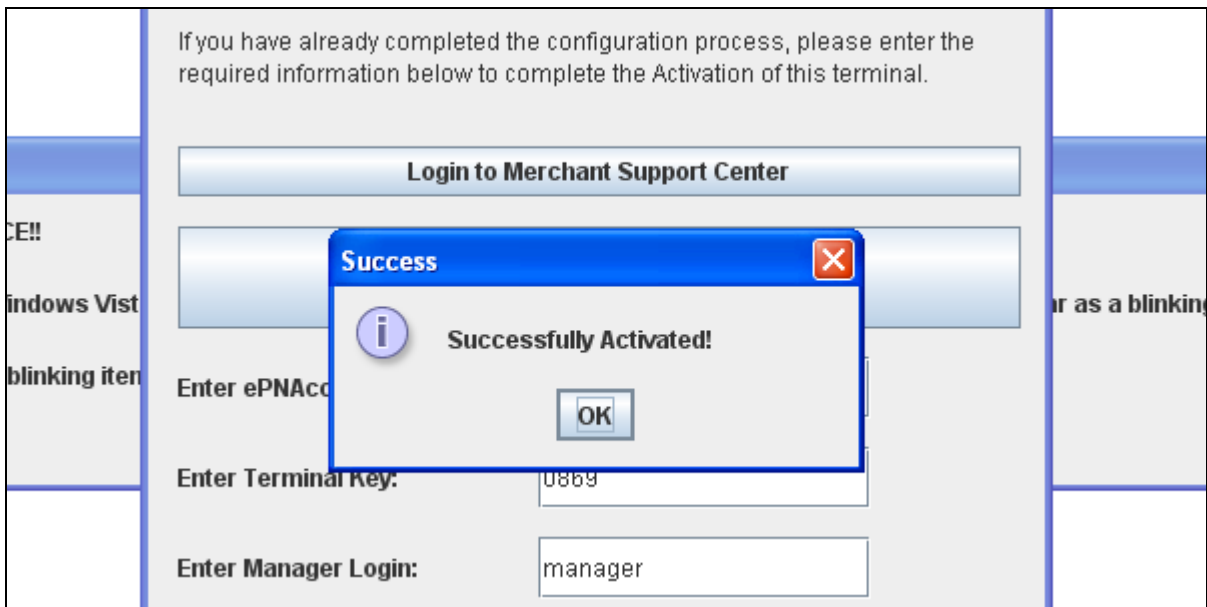 If you have already completed the configuration process, please enter the
required information below to complete the Activation of this terminal.
Login to Merchant Support Center
CE!!
Success
indows Vist
ar as a blinking
Successfully Activated!
blinking iten
Enter ePNAcc
OK
Enter Terminal Key:
0869
Enter Manager Login:
manager